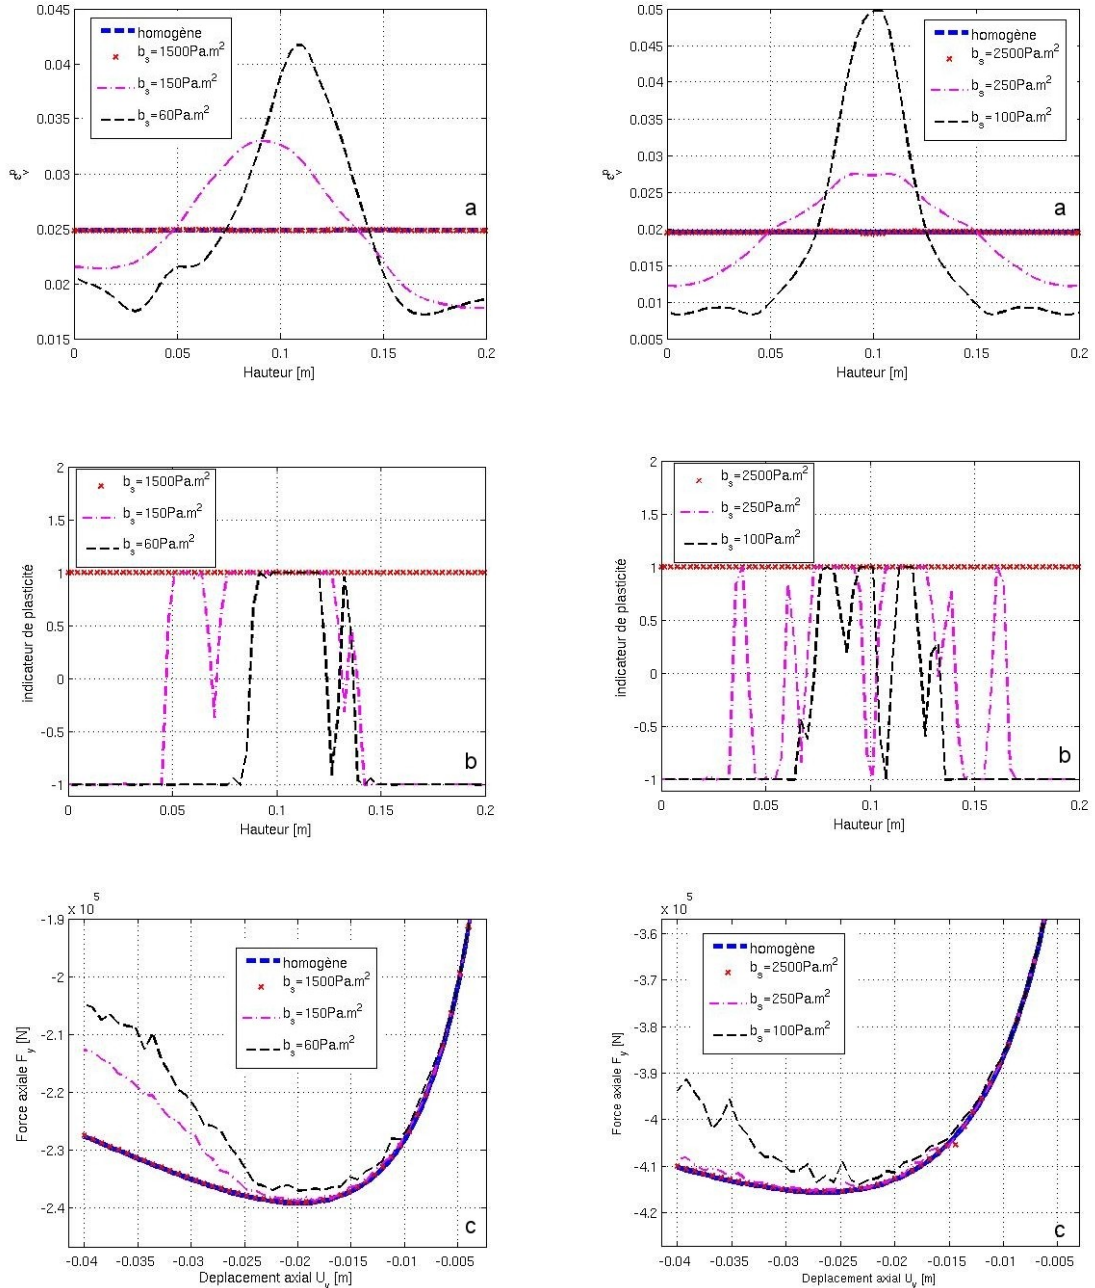 homogène
b_s=1500Pa.m²
b_s=150Pa.m²
b_s=60Pa.m²
0.045
0.04
0.035
0.03
0.025
0.02
0.015
ε_v^p
a
0
0.05
0.1
0.15
0.2
Hauteur [m]
homogène
b_s=2500Pa.m²
b_s=250Pa.m²
b_s=100Pa.m²
0.05
0.045
0.04
0.035
0.03
0.025
0.02
0.015
0.01
0.005
ε_v^p
a
0
0.05
0.1
0.15
0.2
Hauteur [m]
b_s=1500Pa.m²
b_s=150Pa.m²
b_s=60Pa.m²
2
1.5
1
0.5
0
-0.5
-1
indicateur de plasticité
b
0
0.05
0.1
0.15
0.2
Hauteur [m]
b_s=2500Pa.m²
b_s=250Pa.m²
b_s=100Pa.m²
2
1.5
1
0.5
0
-0.5
-1
indicateur de plasticité
b
0
0.05
0.1
0.15
0.2
Hauteur [m]
x 10^5
homogène
b_s=1500Pa.m²
b_s=150Pa.m²
b_s=60Pa.m²
-1.9
-2
-2.1
-2.2
-2.3
-2.4
Force axiale F_y [N]
c
-0.04
-0.035
-0.03
-0.025
-0.02
-0.015
-0.01
-0.005
Deplacement axial U_y [m]
x 10^5
homogène
b_s=2500Pa.m²
b_s=250Pa.m²
b_s=100Pa.m²
-3.6
-3.7
-3.8
-3.9
-4
-4.1
-4.2
Force axiale F_y [N]
c
-0.04
-0.035
-0.03
-0.025
-0.02
-0.015
-0.01
-0.005
Deplacement axial U_y [m]